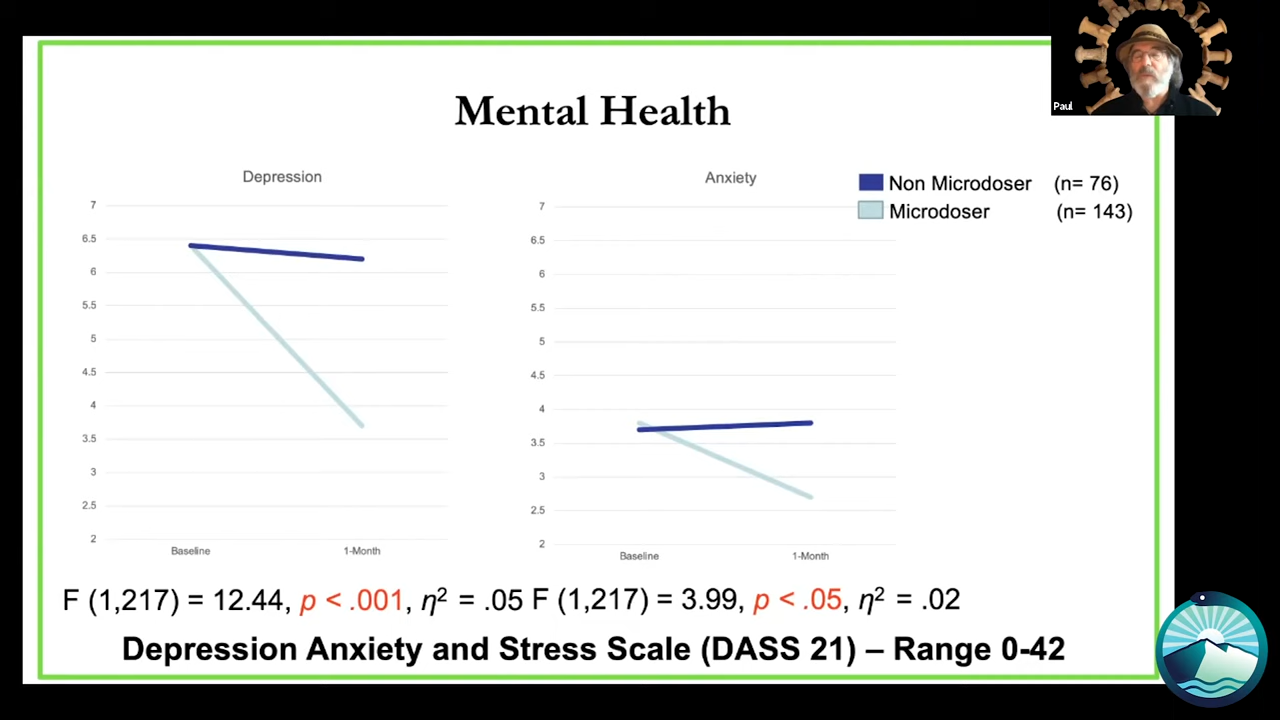 Paul
Mental Health
Depression
Anxiety
Non Microdoser (n= 76)
Microdoser (n= 143)
7
6.5
6
5.5
5
4.5
4
3.5
3
2.5
2
Baseline
1-Month
7
6.5
6
5.5
5
4.5
4
3.5
3
2.5
2
Baseline
1-Month
F (1,217) = 12.44, p < .001, η² = .05
F (1,217) = 3.99, p < .05, η² = .02
Depression Anxiety and Stress Scale (DASS 21) – Range 0-42